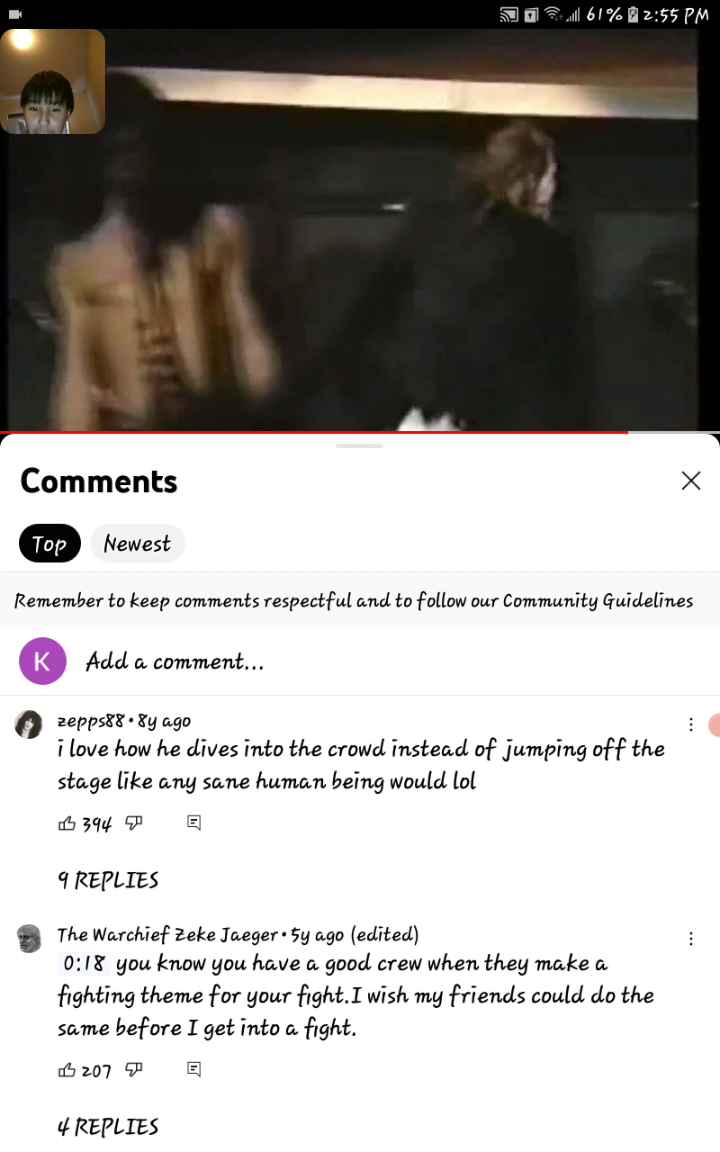 61% 2:55 PM
Comments
Top Newest
Remember to keep comments respectful and to follow our Community Guidelines
K Add a comment...
zepps88 • 8y ago
i love how he dives into the crowd instead of jumping off the
stage like any sane human being would lol
394
9 REPLIES
The Warchief Zeke Jaeger • 5y ago (edited)
0:18 you know you have a good crew when they make a
fighting theme for your fight.I wish my friends could do the
same before I get into a fight.
207
4 REPLIES